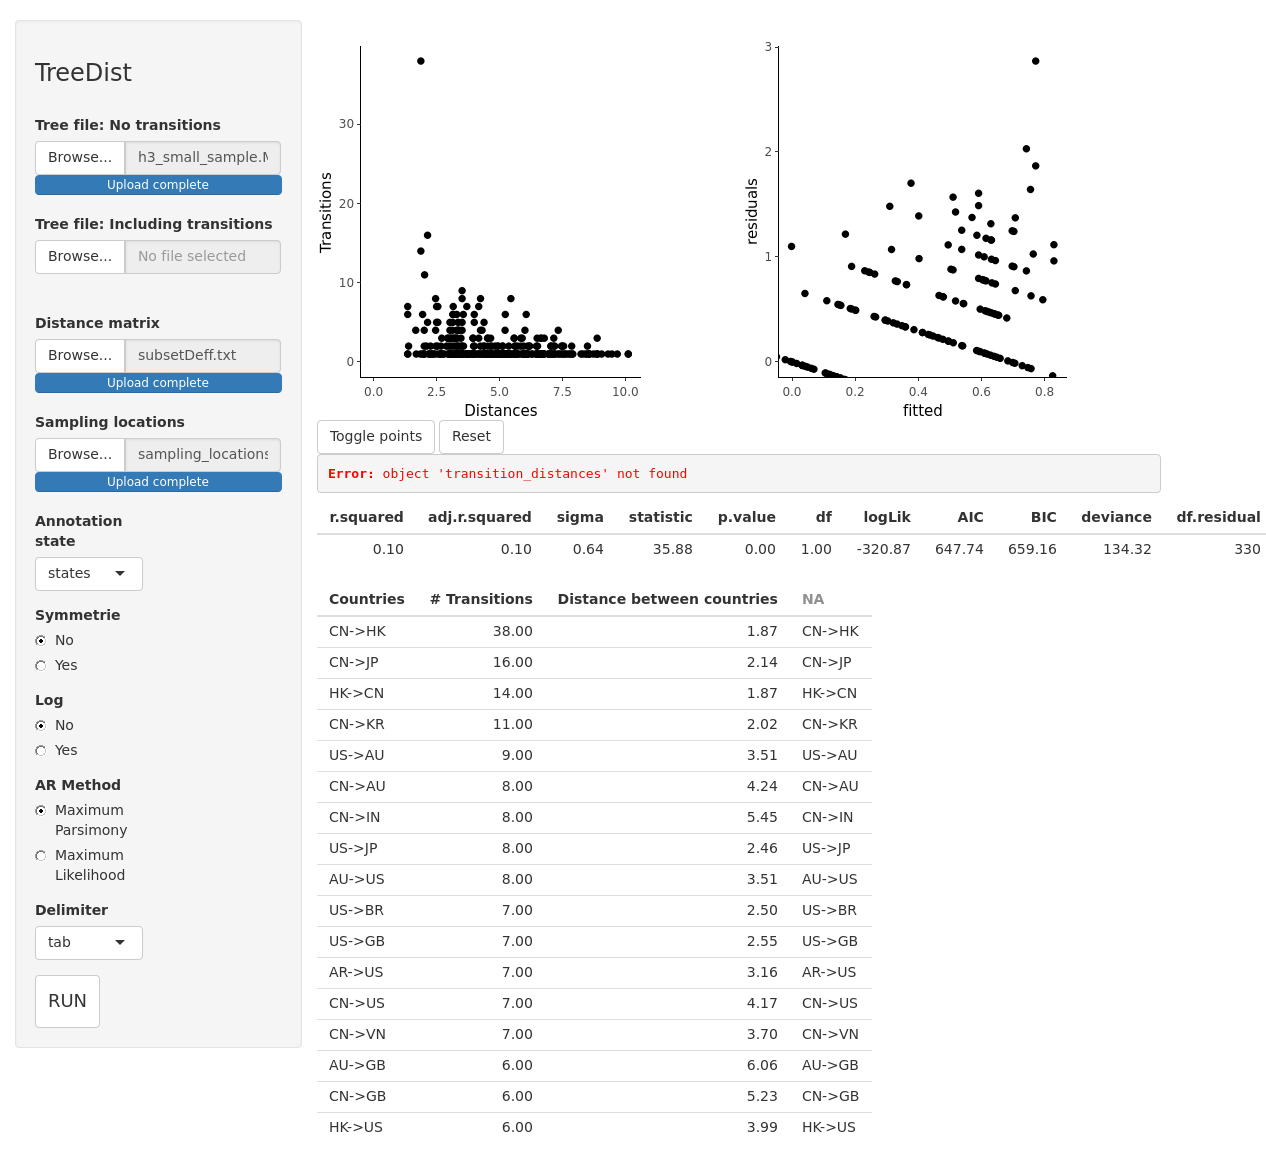 TreeDist
Tree file: No transitions
Browse... h3_small_sample.
Upload complete
Tree file: Including transitions
Browse... No file selected
Distance matrix
Browse... subsetDeff.txt
Upload complete
Sampling locations
Browse... sampling_locations
Upload complete
Annotation
state
states
Symmetrie
No
Yes
Log
No
Yes
AR Method
Maximum
Parsimony
Maximum
Likelihood
Delimiter
tab
RUN
Transitions
30
20
10
0
0.0 2.5 5.0 7.5 10.0
Distances
residuals
3
2
1
0
0.0 0.2 0.4 0.6 0.8
fitted
Toggle points Reset
Error: object 'transition_distances' not found
r.squared adj.r.squared sigma statistic p.value df logLik AIC BIC deviance df.residual
0.10 0.10 0.64 35.88 0.00 1.00 -320.87 647.74 659.16 134.32 330
Countries # Transitions Distance between countries NA
CN->HK 38.00 1.87 CN->HK
CN->JP 16.00 2.14 CN->JP
HK->CN 14.00 1.87 HK->CN
CN->KR 11.00 2.02 CN->KR
US->AU 9.00 3.51 US->AU
CN->AU 8.00 4.24 CN->AU
CN->IN 8.00 5.45 CN->IN
US->JP 8.00 2.46 US->JP
AU->US 8.00 3.51 AU->US
US->BR 7.00 2.50 US->BR
US->GB 7.00 2.55 US->GB
AR->US 7.00 3.16 AR->US
CN->US 7.00 4.17 CN->US
CN->VN 7.00 3.70 CN->VN
AU->GB 6.00 6.06 AU->GB
CN->GB 6.00 5.23 CN->GB
HK->US 6.00 3.99 HK->US